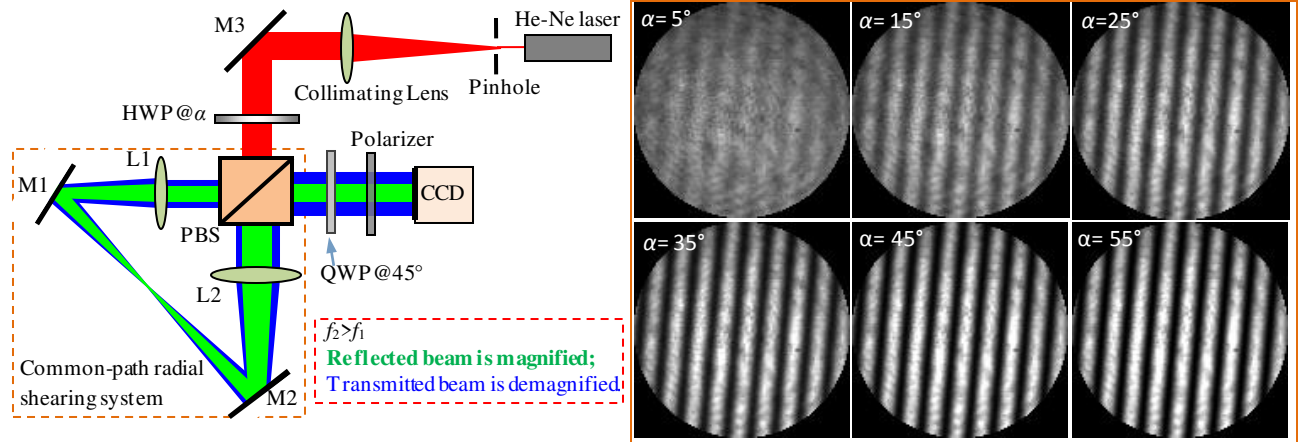 He-Ne laser
M3
Pinhole
Collimating Lens
HWP@α
Polarizer
L1
M1
CCD
PBS
QWP@45°
L2
f2>f1
Reflected beam is magnified;
Transmitted beam is demagnified.
Common-path radial
shearing system
M2
α= 5°
α= 15°
α=25°
α= 35°
α= 45°
α= 55°